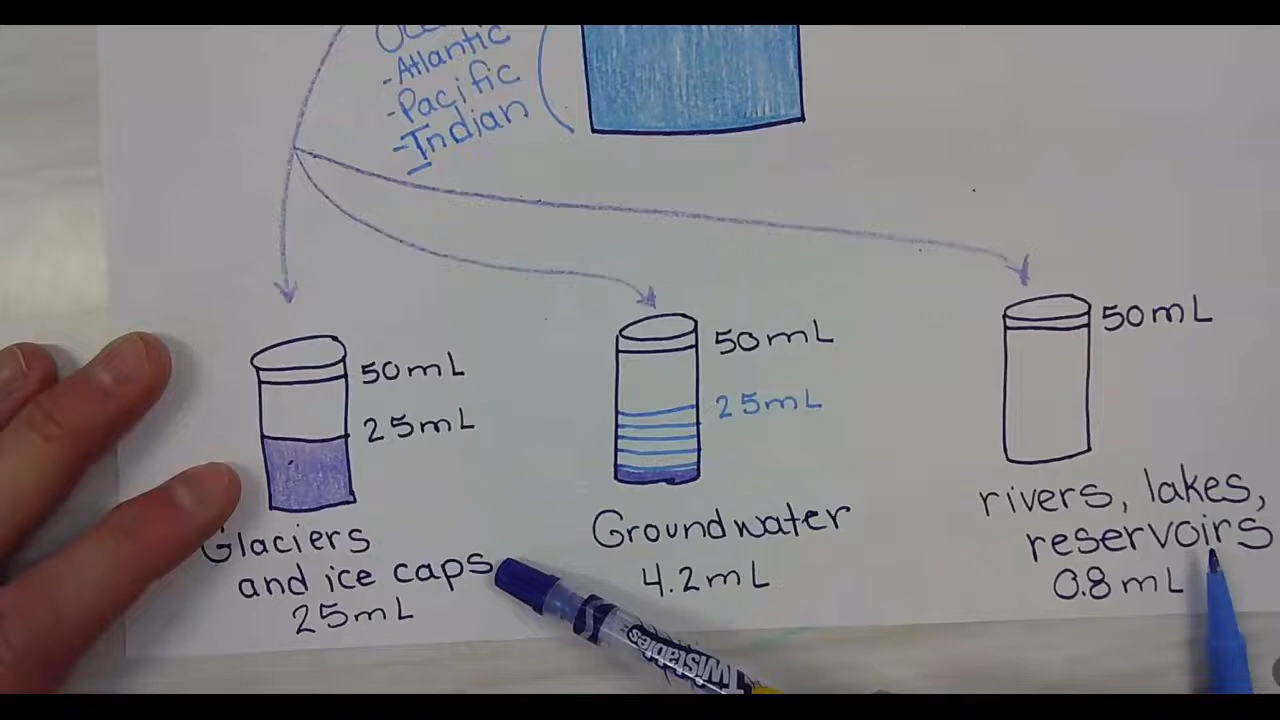 -Atlantic
-Pacific
-Indian
50mL
25mL
Glaciers
and ice caps
25mL
50mL
25mL
Groundwater
4.2mL
50mL
rivers, lakes,
reservoirs
0.8mL
Twistables